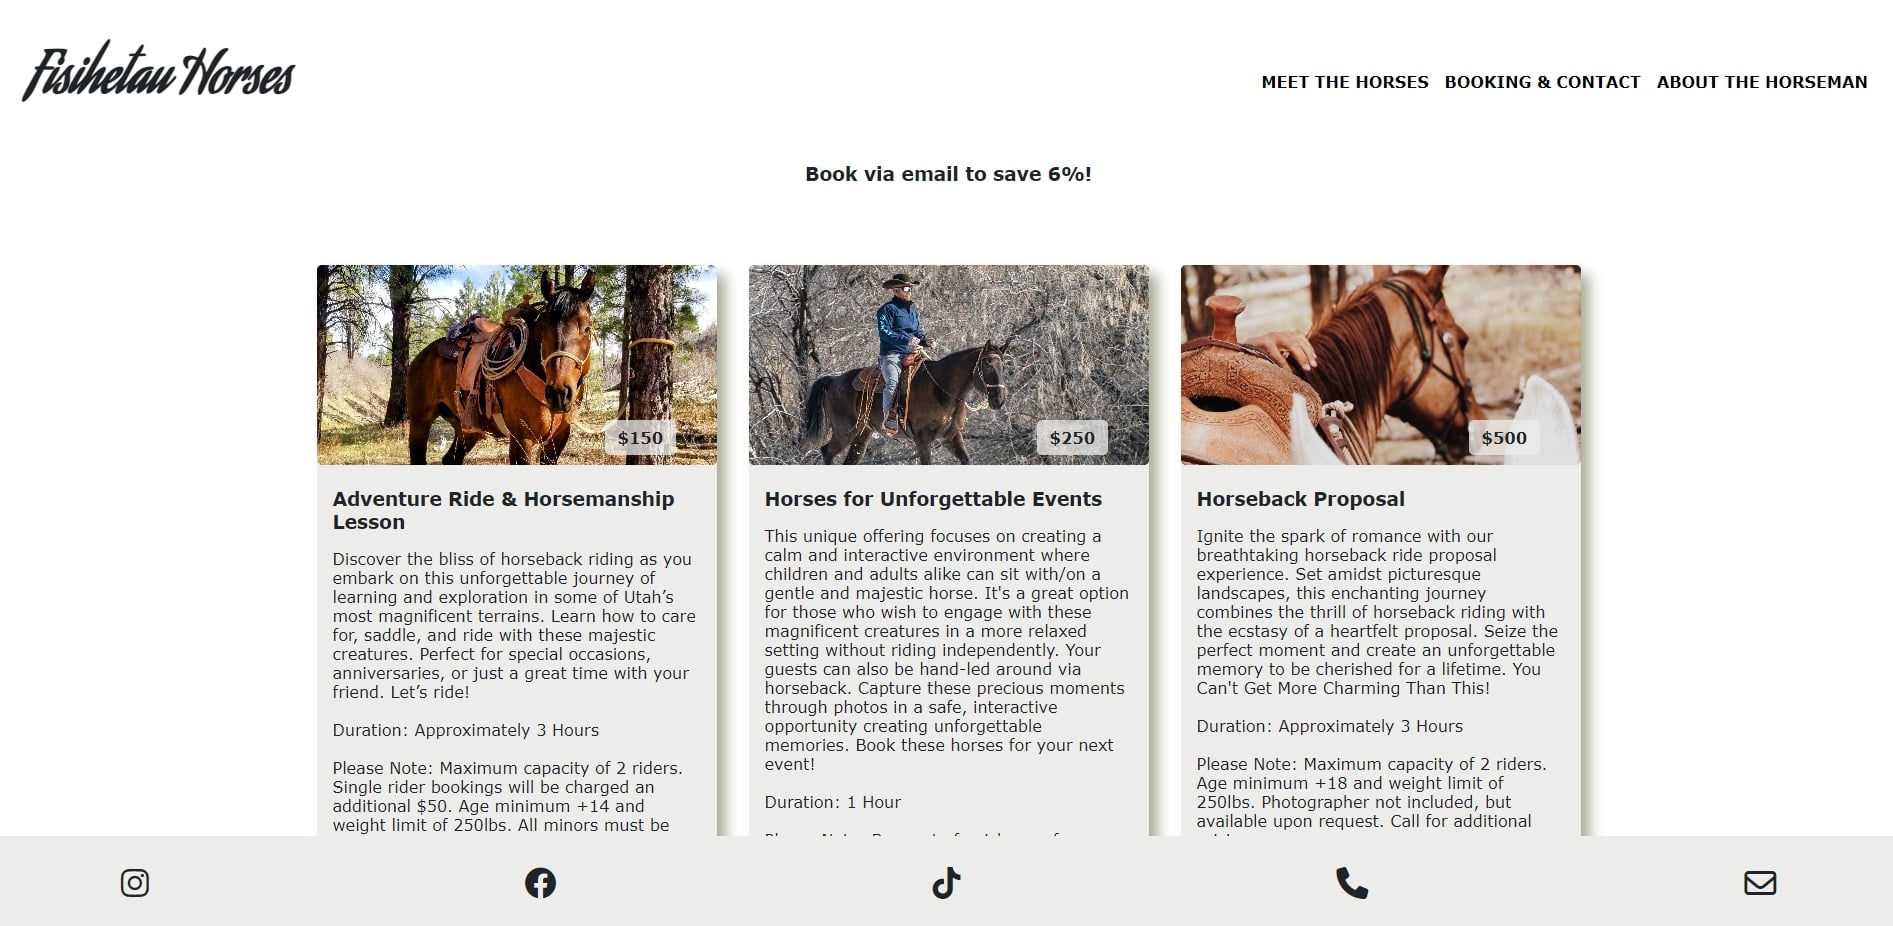 Fisihetau Horses
MEET THE HORSES BOOKING & CONTACT ABOUT THE HORSEMAN
Book via email to save 6%!
$150
Adventure Ride & Horsemanship
Lesson
Discover the bliss of horseback riding as you
embark on this unforgettable journey of
learning and exploration in some of Utah’s
most magnificent terrains. Learn how to care
for, saddle, and ride with these majestic
creatures. Perfect for special occasions,
anniversaries, or just a great time with your
friend. Let’s ride!
Duration: Approximately 3 Hours
Please Note: Maximum capacity of 2 riders.
Single rider bookings will be charged an
additional $50. Age minimum +14 and
weight limit of 250lbs. All minors must be
$250
Horses for Unforgettable Events
This unique offering focuses on creating a
calm and interactive environment where
children and adults alike can sit with/on a
gentle and majestic horse. It's a great option
for those who wish to engage with these
magnificent creatures in a more relaxed
setting without riding independently. Your
guests can also be hand-led around via
horseback. Capture these precious moments
through photos in a safe, interactive
opportunity creating unforgettable
memories. Book these horses for your next
event!
Duration: 1 Hour
$500
Horseback Proposal
Ignite the spark of romance with our
breathtaking horseback ride proposal
experience. Set amidst picturesque
landscapes, this enchanting journey
combines the thrill of horseback riding with
the ecstasy of a heartfelt proposal. Seize the
perfect moment and create an unforgettable
memory to be cherished for a lifetime. You
Can't Get More Charming Than This!
Duration: Approximately 3 Hours
Please Note: Maximum capacity of 2 riders.
Age minimum +18 and weight limit of
250lbs. Photographer not included, but
available upon request. Call for additional